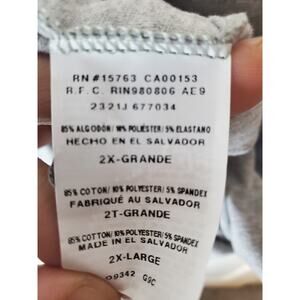 RN #15763 CA00153
R.F.C. RIN980806 AE9
2321J 677034
85% ALGODÓN/ 10% POLIÉSTER/ 5% ELASTANO
HECHO EN EL SALVADOR
2X-GRANDE
85% COTON/ 10% POLYESTER/ 5% SPANDEX
FABRIQUÉ AU SALVADOR
2T-GRANDE
85% COTTON/ 10% POLYESTER/ 5% SPANDEX
MADE IN EL SALVADOR
2X-LARGE
G9C